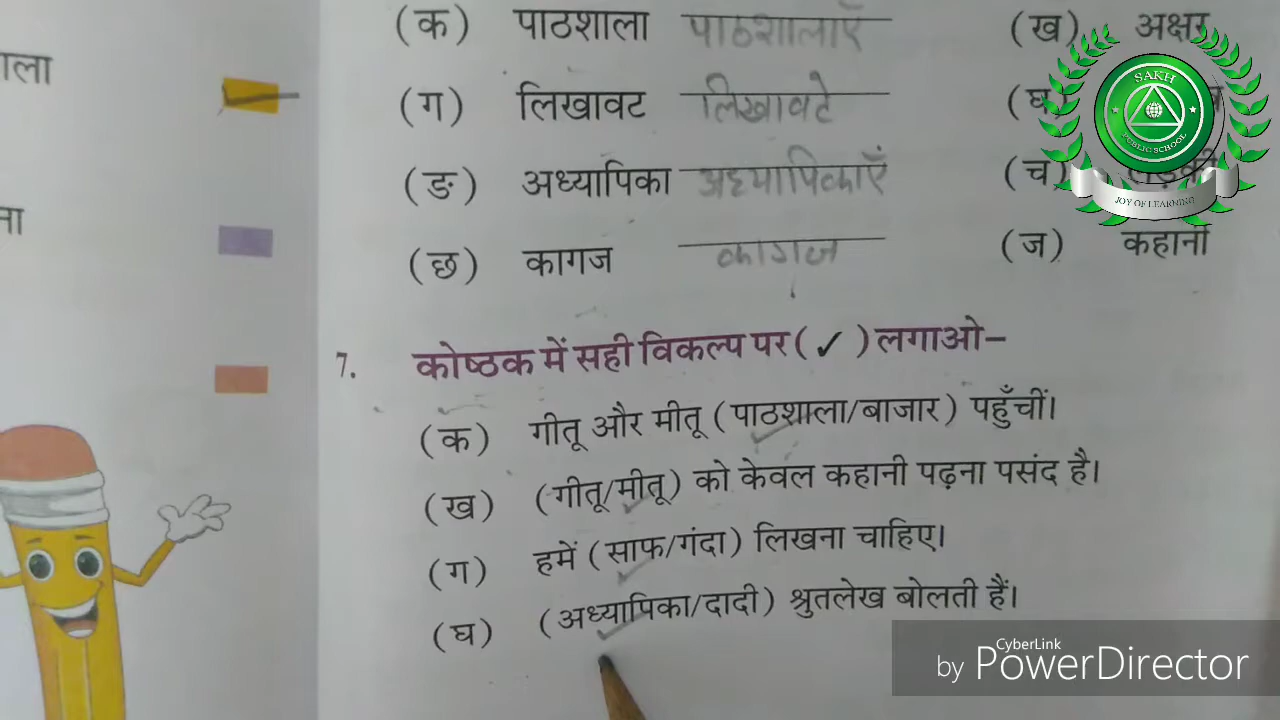 ाला
ना
(क) पाठशाला पाठशालाएँ (ख) अक्षर
(ग) लिखावट लिखावटे (घ)
(ङ) अध्यापिका अध्यापिकाएँ (च)
(छ) कागज कागज (ज) कहानी
7. कोष्ठक में सही विकल्प पर (✓) लगाओ–
(क) गीतू और मीतू (पाठशाला/बाजार) पहुँचीं।
(ख) (गीतू/मीतू) को केवल कहानी पढ़ना पसंद है।
(ग) हमें (साफ/गंदा) लिखना चाहिए।
(घ) (अध्यापिका/दादी) श्रुतलेख बोलती हैं।
SAKH
PUBLIC SCHOOL
JOY OF LEARNING
CyberLink
by PowerDirector